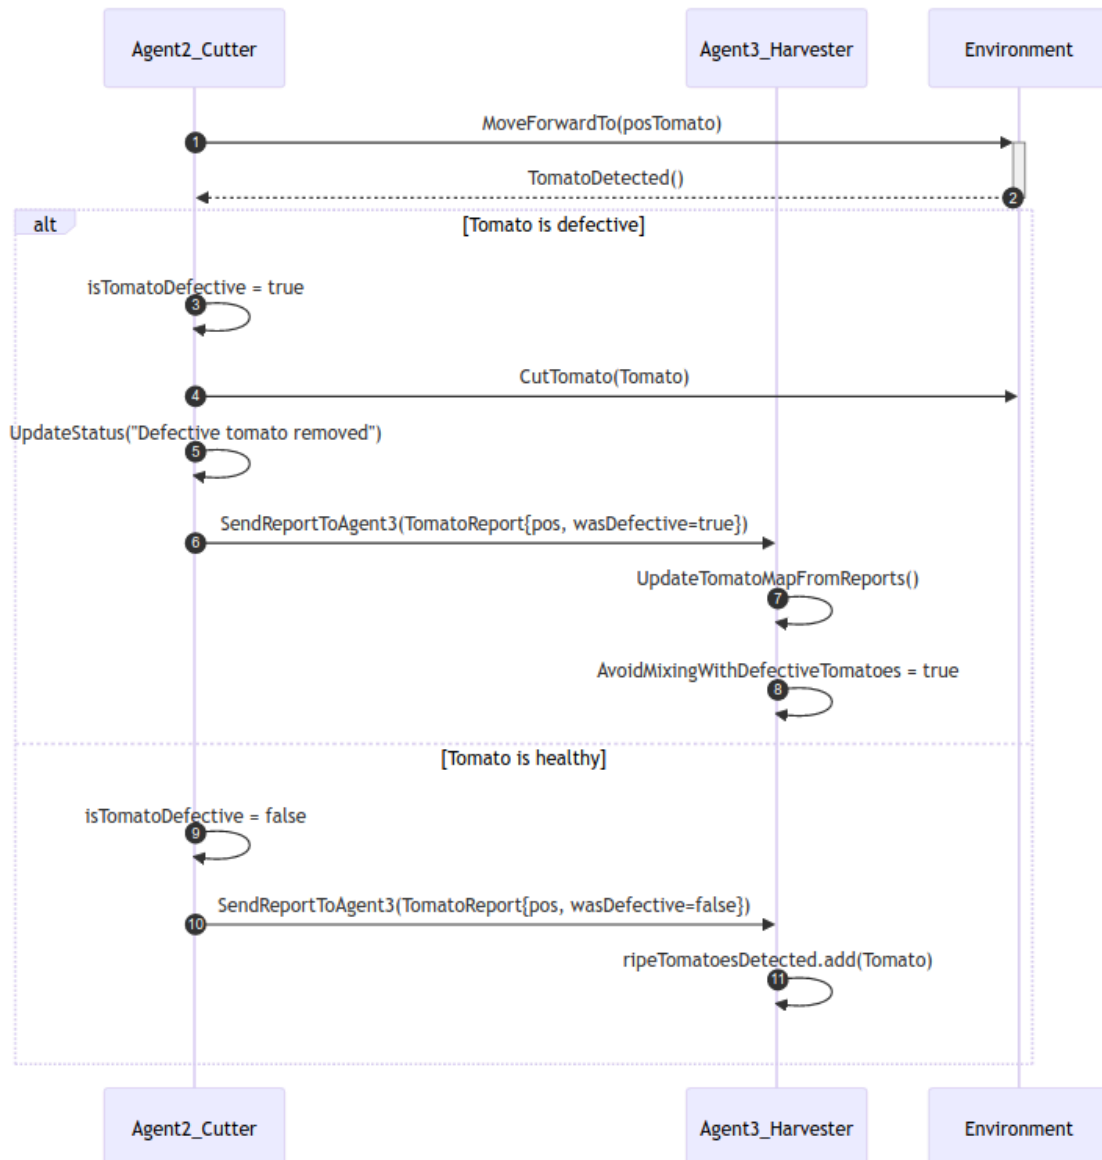 Agent2_Cutter
Agent3_Harvester
Environment
MoveForwardTo(posTomato)
1
TomatoDetected()
2
alt
[Tomato is defective]
isTomatoDefective = true
3
CutTomato(Tomato)
4
UpdateStatus("Defective tomato removed")
5
SendReportToAgent3(TomatoReport{pos, wasDefective=true})
6
UpdateTomatoMapFromReports()
7
AvoidMixingWithDefectiveTomatoes = true
8
[Tomato is healthy]
isTomatoDefective = false
9
SendReportToAgent3(TomatoReport{pos, wasDefective=false})
10
ripeTomatoesDetected.add(Tomato)
11
Agent2_Cutter
Agent3_Harvester
Environment